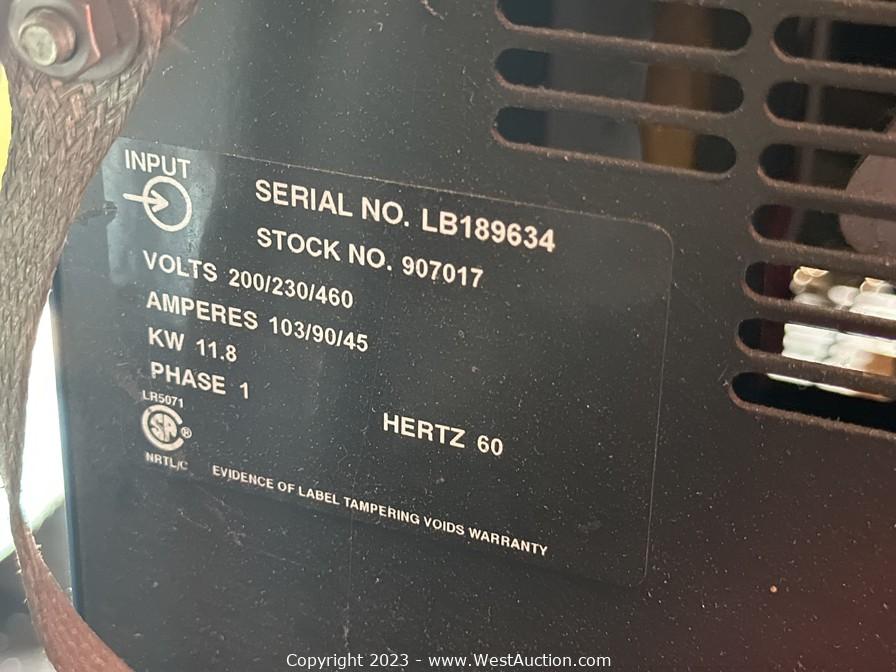 INPUT
SERIAL NO. LB189634
STOCK NO. 907017
VOLTS 200/230/460
AMPERES 103/90/45
KW 11.8
PHASE 1
HERTZ 60
LR5071
SA ®
NRTL/C
EVIDENCE OF LABEL TAMPERING VOIDS WARRANTY
Copyright 2023 - www.WestAuction.com